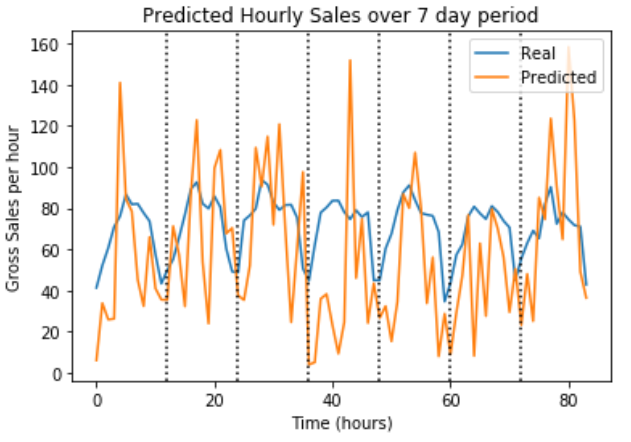 Predicted Hourly Sales over 7 day period
160
140
120
100
80
60
40
20
0
Gross Sales per hour
Real
Predicted
0 20 40 60 80
Time (hours)